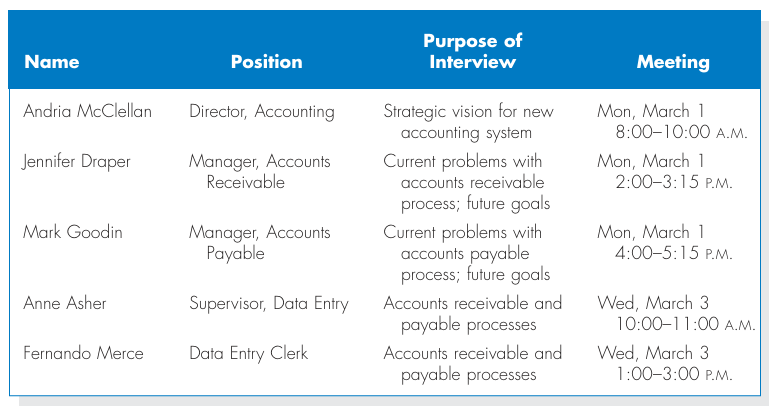 Name Position Purpose of Interview Meeting
Andria McClellan Director, Accounting Strategic vision for new Mon, March 1
accounting system 8:00–10:00 A.M.
Jennifer Draper Manager, Accounts Current problems with Mon, March 1
Receivable accounts receivable 2:00–3:15 P.M.
process; future goals
Mark Goodin Manager, Accounts Current problems with Mon, March 1
Payable accounts payable 4:00–5:15 P.M.
process; future goals
Anne Asher Supervisor, Data Entry Accounts receivable and Wed, March 3
payable processes 10:00–11:00 A.M.
Fernando Merce Data Entry Clerk Accounts receivable and Wed, March 3
payable processes 1:00–3:00 P.M.